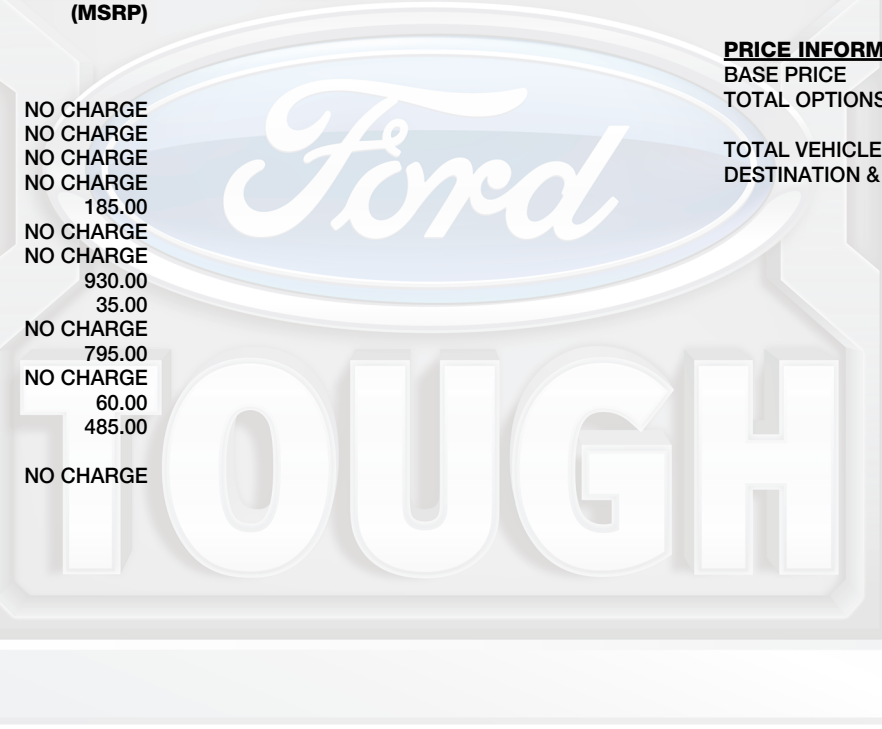 (MSRP)
NO CHARGE
NO CHARGE
NO CHARGE
NO CHARGE
185.00
NO CHARGE
NO CHARGE
930.00
35.00
NO CHARGE
795.00
NO CHARGE
60.00
485.00
NO CHARGE
PRICE INFORM
BASE PRICE
TOTAL OPTIONS
TOTAL VEHICLE
DESTINATION &
Ford
TOUGH